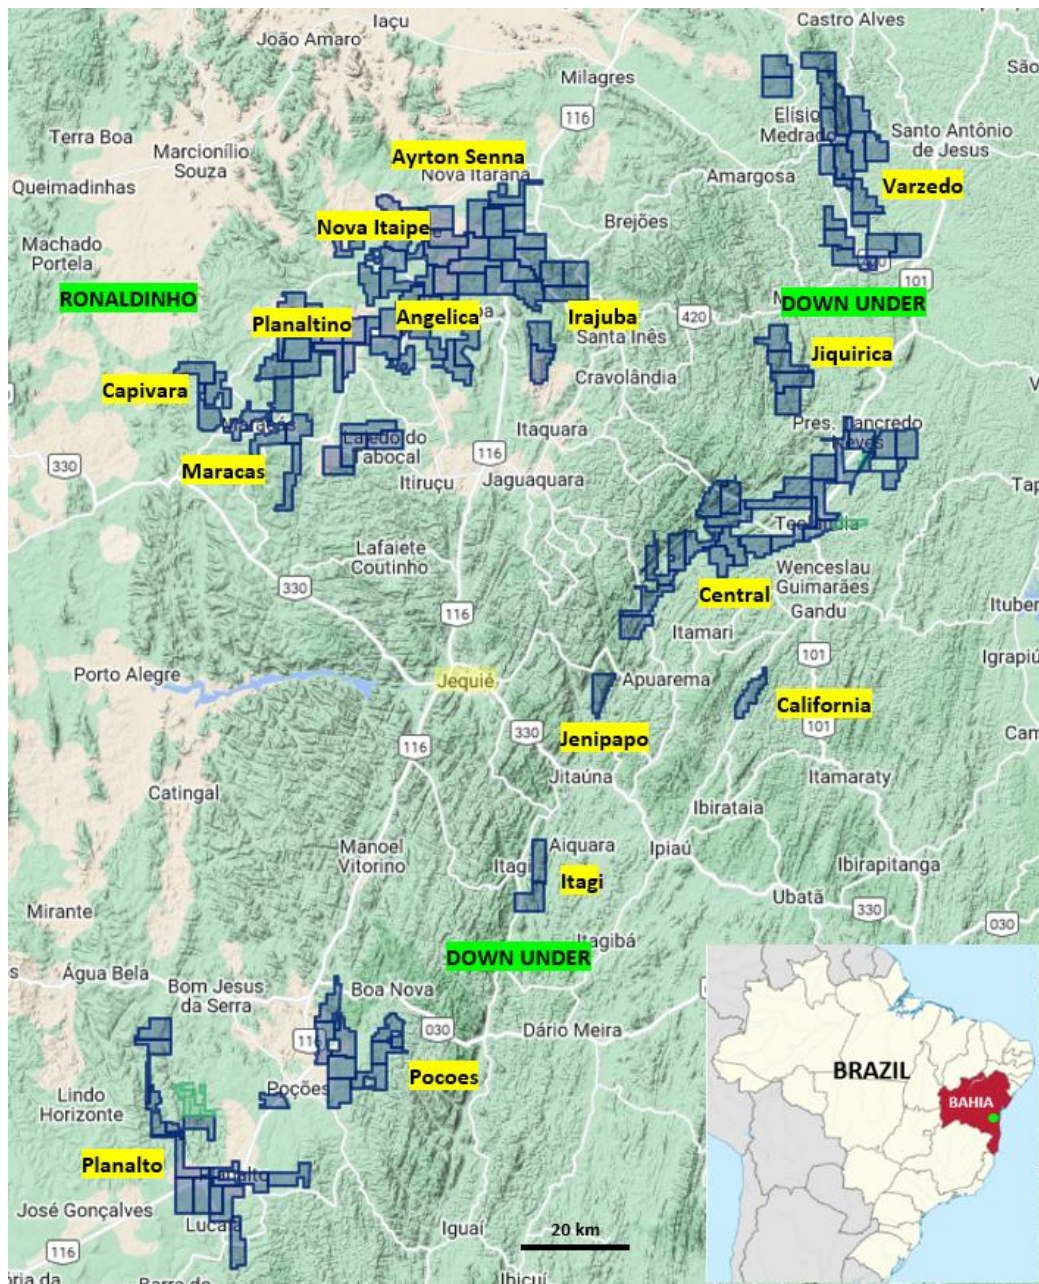 Castro Alves
Iaçu
João Amaro
São
Milagres
116
Elísio
Medrado
Terra Boa
Santo Antônio
de Jesus
Marcionílio
Souza
Ayrton Senna
Nova Itarana
Amargosa
Queimadinhas
Varzedo
Nova Itaipe
Brejões
Machado
Portela
101
RONALDINHO
DOWN UNDER
Planaltino
Angelica
Irajuba
420
Santa Inês
Jiquirica
Capivara
Cravolândia
Pres. Tancredo
Neves
Maracás
Itaquara
Lajedo do
Tabocal
116
330
Maracas
Itiruçu
Jaguaquara
Tap
Teolândia
Lafaiete
Coutinho
Wenceslau
Guimarães
330
Central
Gandu
Ituber
116
Itamari
101
Igrapiú
Porto Alegre
Jequié
Apuarema
California
101
330
Jenipapo
Cam
116
Jitaúna
Itamaraty
Catingal
Ibirataia
Manoel
Vitorino
Aiquara
Ipiaú
Itagi
Ibirapitanga
Itagi
Ubatã
330
Mirante
030
Itagibá
DOWN UNDER
Água Bela
Bom Jesus
da Serra
Boa Nova
030
Dário Meira
BRAZIL
Pocoes
Poções
Lindo
Horizonte
BAHIA
Planalto
Planalto
José Gonçalves
Lucaia
Iguaí
20 km
116
Ibicuí